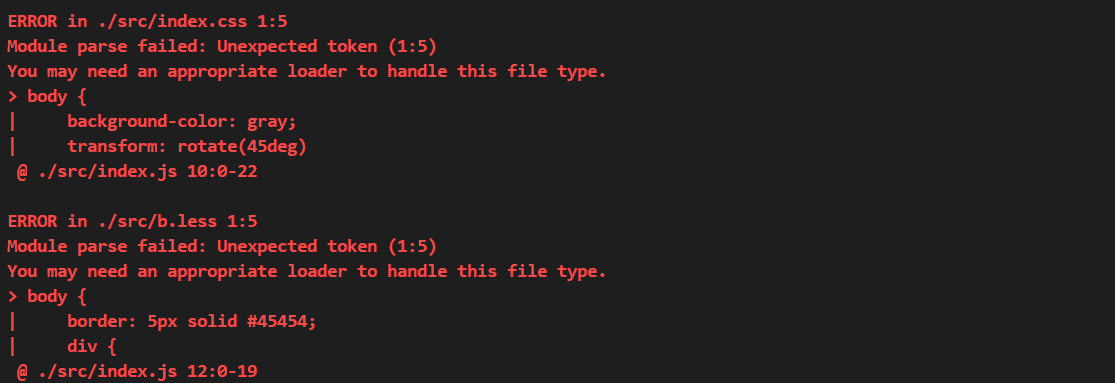 ERROR in ./src/index.css 1:5
Module parse failed: Unexpected token (1:5)
You may need an appropriate loader to handle this file type.
> body {
|     background-color: gray;
|     transform: rotate(45deg)
 @ ./src/index.js 10:0-22

ERROR in ./src/b.less 1:5
Module parse failed: Unexpected token (1:5)
You may need an appropriate loader to handle this file type.
> body {
|     border: 5px solid #45454;
|     div {
 @ ./src/index.js 12:0-19